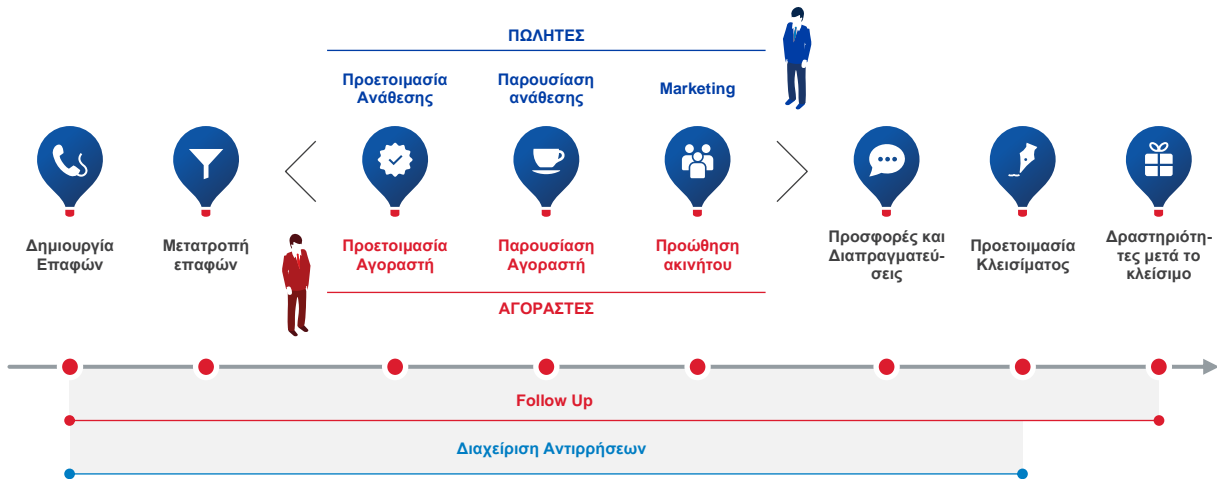 ΠΩΛΗΤΕΣ
Προετοιμασία
Ανάθεσης
Παρουσίαση
ανάθεσης
Marketing
Δημιουργία
Επαφών
Μετατροπή
επαφών
Προετοιμασία
Αγοραστή
Παρουσίαση
Αγοραστή
Προώθηση
ακινήτου
Προσφορές και
Διαπραγματεύ-
σεις
Προετοιμασία
Κλεισίματος
Δραστηριότη-
τες μετά το
κλείσιμο
ΑΓΟΡΑΣΤΕΣ
Follow Up
Διαχείριση Αντιρρήσεων